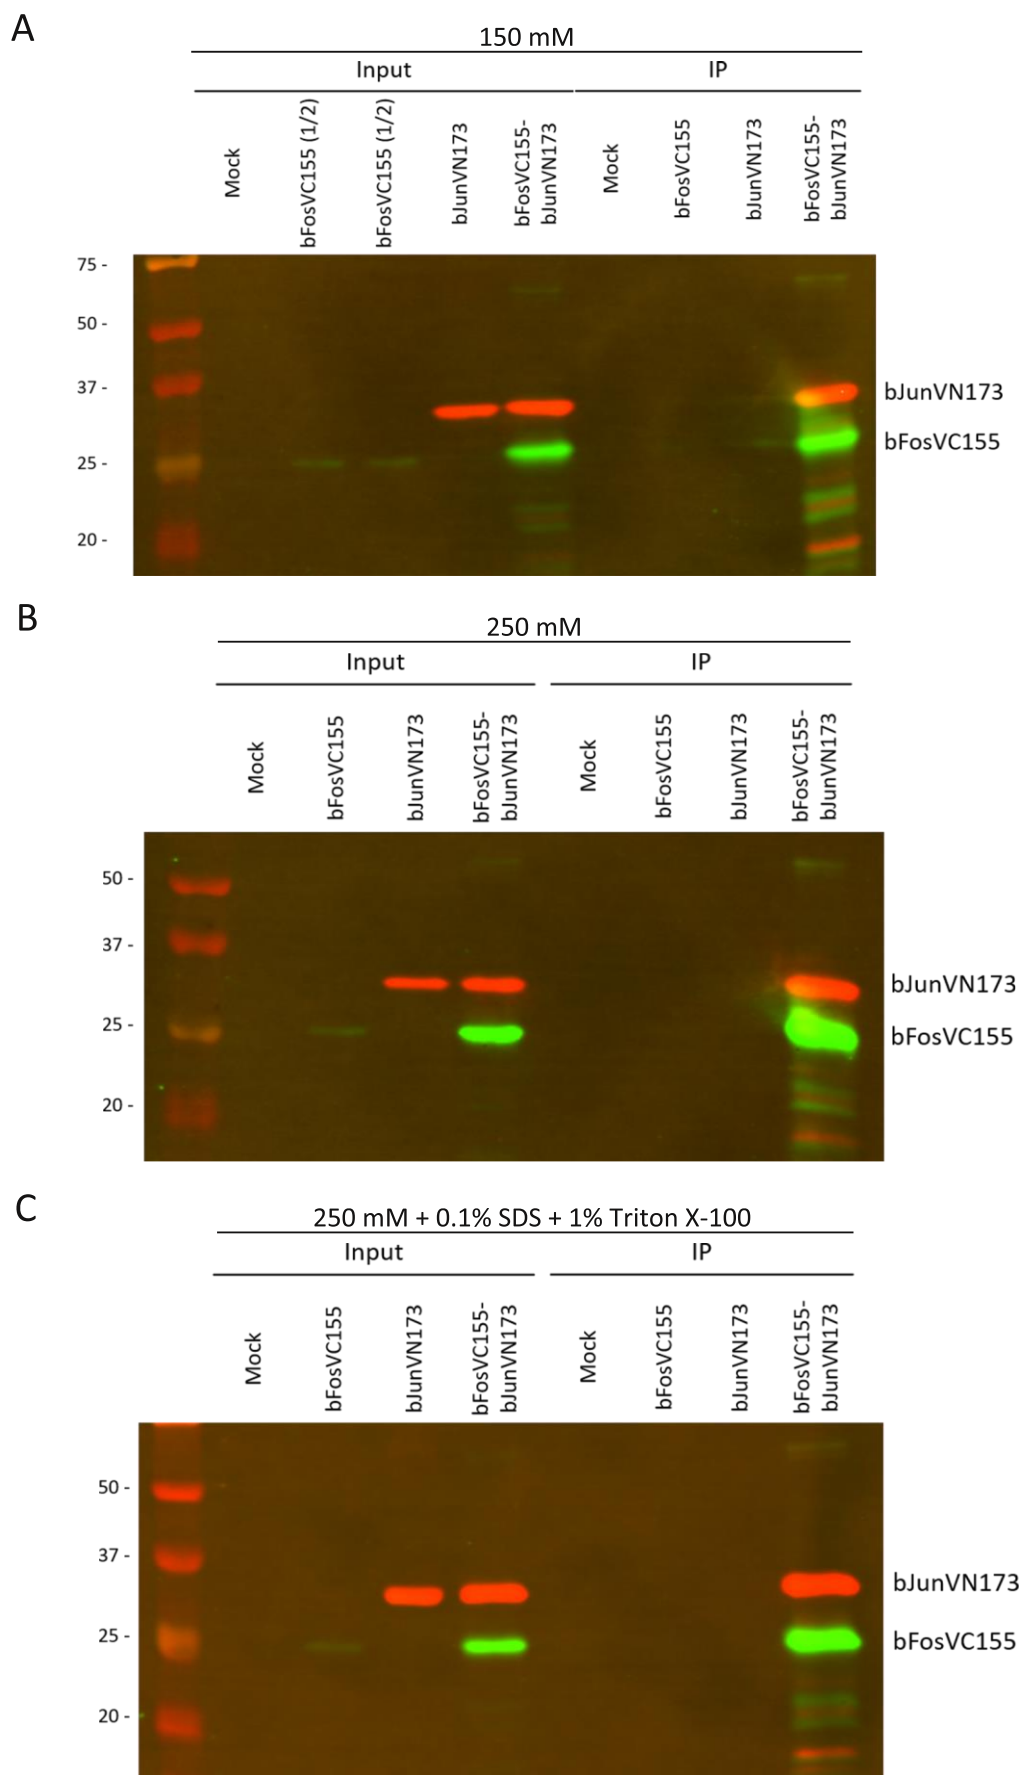 A
150 mM
Input IP
Mock bFosVC155 (1/2) bFosVC155 (1/2) bJunVN173 bFosVC155- bJunVN173 Mock bFosVC155 bJunVN173 bFosVC155- bJunVN173
75 -
50 -
37 -
bJunVN173
bFosVC155
25 -
20 -
B
250 mM
Input IP
Mock bFosVC155 bJunVN173 bFosVC155- bJunVN173 Mock bFosVC155 bJunVN173 bFosVC155- bJunVN173
50 -
37 -
bJunVN173
25 -
bFosVC155
20 -
C
250 mM + 0.1% SDS + 1% Triton X-100
Input IP
Mock bFosVC155 bJunVN173 bFosVC155- bJunVN173 Mock bFosVC155 bJunVN173 bFosVC155- bJunVN173
50 -
37 -
bJunVN173
25 -
bFosVC155
20 -